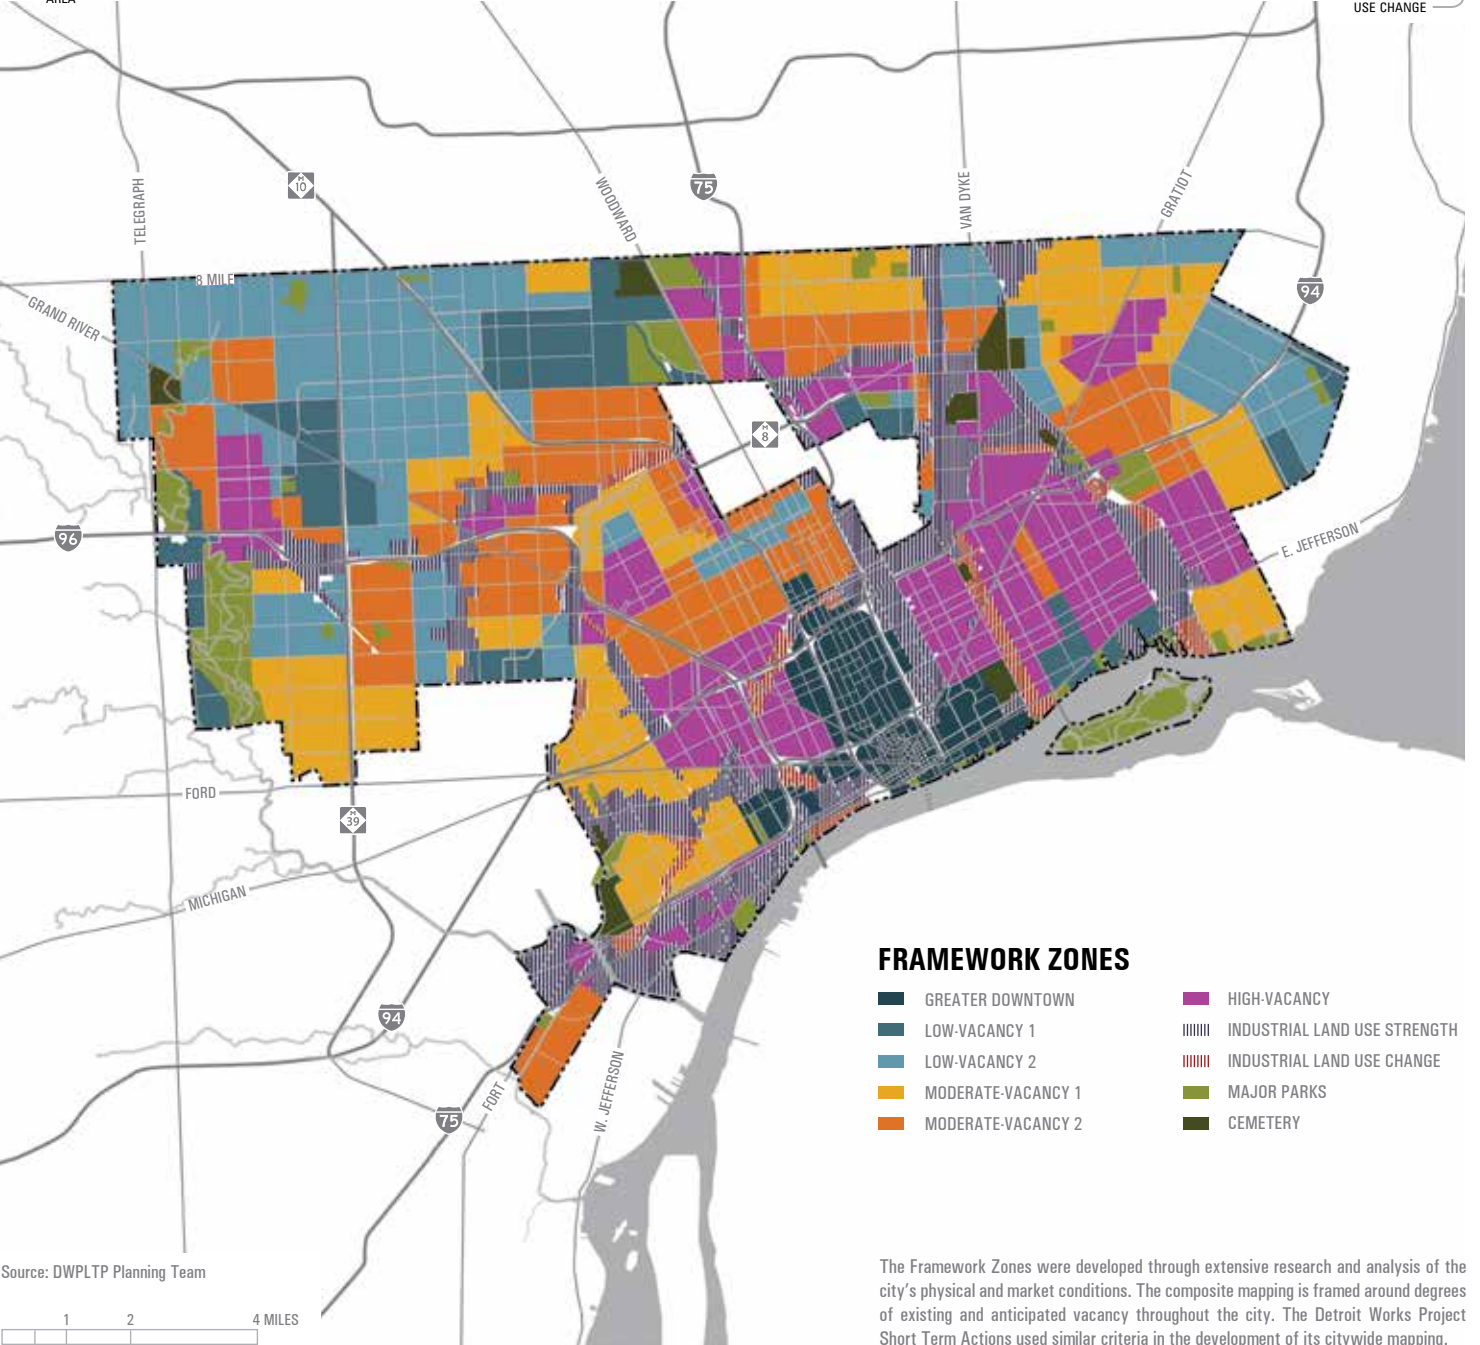 AREA
USE CHANGE
TELEGRAPH
M
10
WOODWARD
75
VAN DYKE
GRATIOT
8 MILE
GRAND RIVER
94
M
8
96
E. JEFFERSON
FORD
M
39
MICHIGAN
94
75
FORT
W. JEFFERSON
FRAMEWORK ZONES
GREATER DOWNTOWN
LOW-VACANCY 1
LOW-VACANCY 2
MODERATE-VACANCY 1
MODERATE-VACANCY 2
HIGH-VACANCY
INDUSTRIAL LAND USE STRENGTH
INDUSTRIAL LAND USE CHANGE
MAJOR PARKS
CEMETERY
Source: DWPLTP Planning Team
1 2 4 MILES
The Framework Zones were developed through extensive research and analysis of the
city's physical and market conditions. The composite mapping is framed around degrees
of existing and anticipated vacancy throughout the city. The Detroit Works Project
Short Term Actions used similar criteria in the development of its citywide mapping.